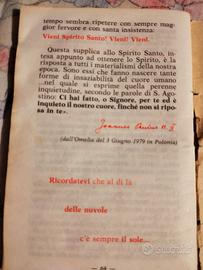 tempo sembra ripetere con sempre mag-
gior fervore e con santa insistenza:
Vieni Spirito Santo! Vieni! Vieni!
Questa supplica allo Spirito Santo, in-
tesa appunto ad ottenere lo Spirito, è la
risposta a tutti i materialismi della nostra
epoca. Sono essi che fanno nascere tante
forme di insaziabilità del cuore umano...
nel quale si esprime quella perenne
inquietudine, secondo le parole di S. Ago-
stino: Ci hai fatto, o Signore, per te ed è
inquieto il nostro cuore, finché non si ripo-
sa in te».
Joannes Paulus PP. II
(dall'Omelia del 3 Giugno 1979 in Polonia)
Ricordatevi che al di là
delle nuvole
c'è sempre il sole...
subito